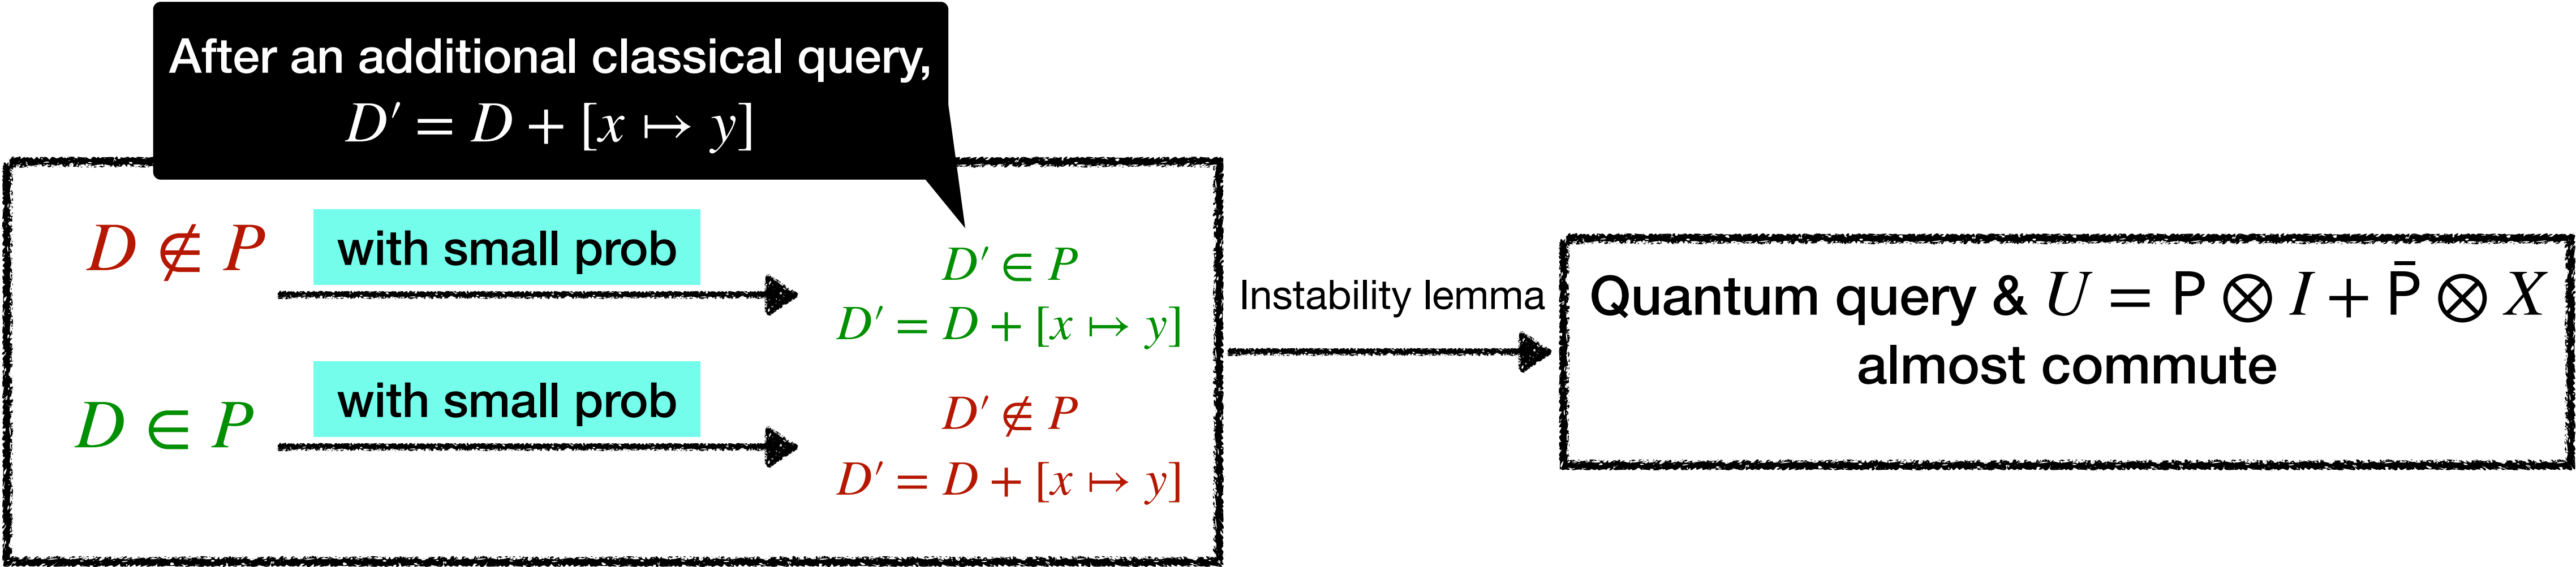 After an additional classical query,
D′ = D + [x ↦ y]
D ∉ P
with small prob
D′ ∈ P
D′ = D + [x ↦ y]
D ∈ P
with small prob
D′ ∉ P
D′ = D + [x ↦ y]
Instability lemma
Quantum query & U = P ⊗ I + P̄ ⊗ X
almost commute